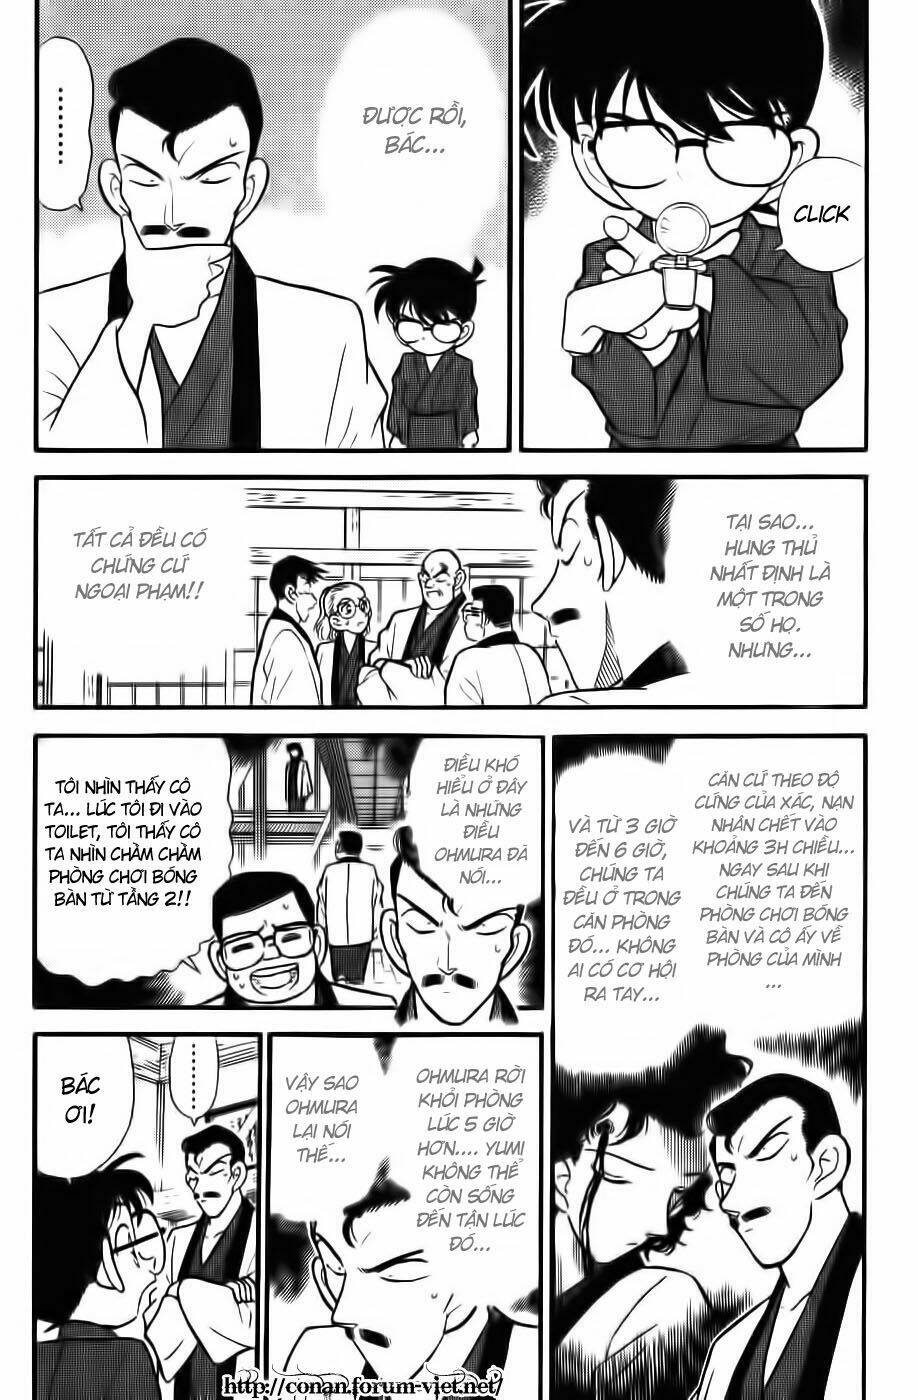 CLICK
ĐƯỢC RỒI,
BÁC...
.........
TẠI SAO...
HUNG THỦ
NHẤT ĐỊNH LÀ
MỘT TRONG
SỐ HỌ.
NHƯNG...
TẤT CẢ ĐỀU CÓ
CHỨNG CỨ
NGOẠI PHẠM!!
CĂN CỨ THEO ĐỘ
CỨNG CỦA XÁC, NẠN
NHÂN CHẾT VÀO
KHOẢNG 3H CHIỀU...
NGAY SAU KHI
CHÚNG TA ĐẾN
PHÒNG CHƠI BÓNG
BÀN VÀ CÔ ẤY VỀ
PHÒNG CỦA MÌNH
...
VÀ TỪ 3 GIỜ
ĐẾN 6 GIỜ,
CHÚNG TA
ĐỀU Ở TRONG
CĂN PHÒNG
ĐÓ... KHÔNG
AI CÓ CƠ HỘI
RA TAY...
ĐIỀU KHÓ
HIỂU Ở ĐÂY
LÀ NHỮNG
ĐIỀU
OHMURA ĐÃ
NÓI...
TÔI NHÌN THẤY CÔ
TA... LÚC TÔI ĐI VÀO
TOILET, TÔI THẤY CÔ
TA NHÌN CHẰM CHẰM
PHÒNG CHƠI BÓNG
BÀN TỪ TẦNG 2!!
OHMURA RỜI
KHỎI PHÒNG
LÚC 5 GIỜ
HƠN.... YUMI
KHÔNG THỂ
CÒN SỐNG
ĐẾN TẬN LÚC
ĐÓ...
VẬY SAO
OHMURA
LẠI NÓI
THẾ...
.........
BÁC
ƠI!
http://conan.forum-viet.net/